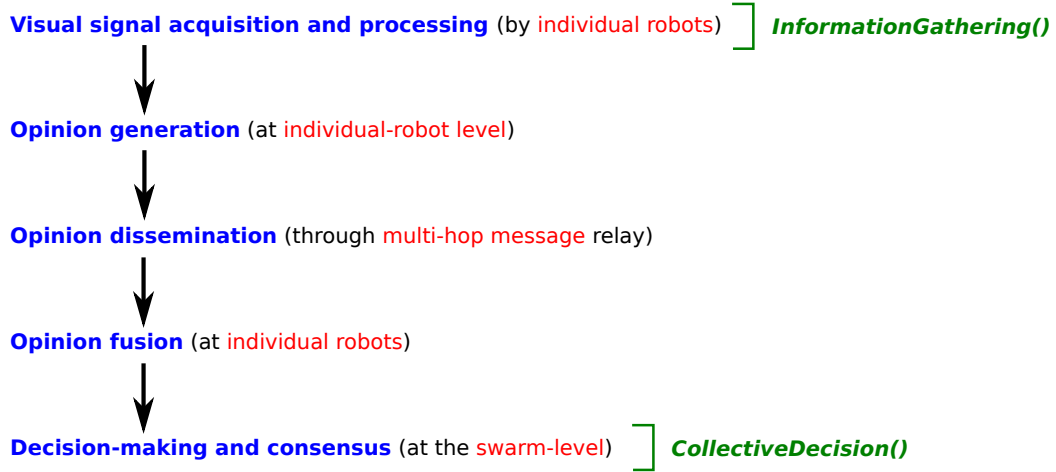 Visual signal acquisition and processing (by individual robots) InformationGathering()
Opinion generation (at individual-robot level)
Opinion dissemination (through multi-hop message relay)
Opinion fusion (at individual robots)
Decision-making and consensus (at the swarm-level) CollectiveDecision()